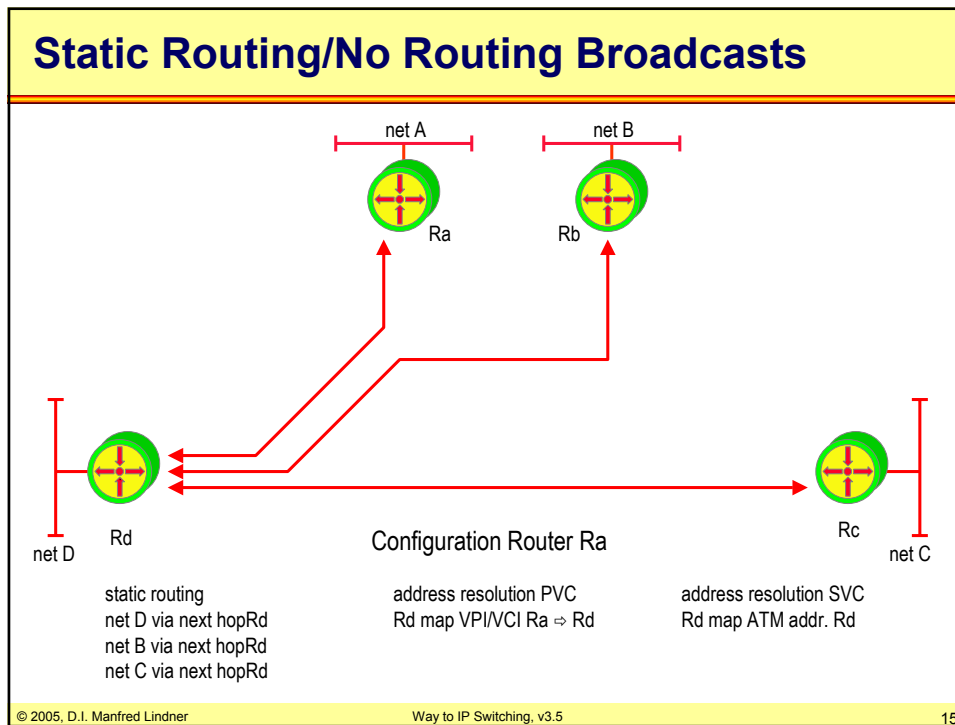 Static Routing/No Routing Broadcasts
net A
net B
Ra
Rb
Rd
Rc
net D
net C
Configuration Router Ra
static routing
net D via next hopRd
net B via next hopRd
net C via next hopRd
address resolution PVC
Rd map VPI/VCI Ra ⇨ Rd
address resolution SVC
Rd map ATM addr. Rd
© 2005, D.I. Manfred Lindner
Way to IP Switching, v3.5
15